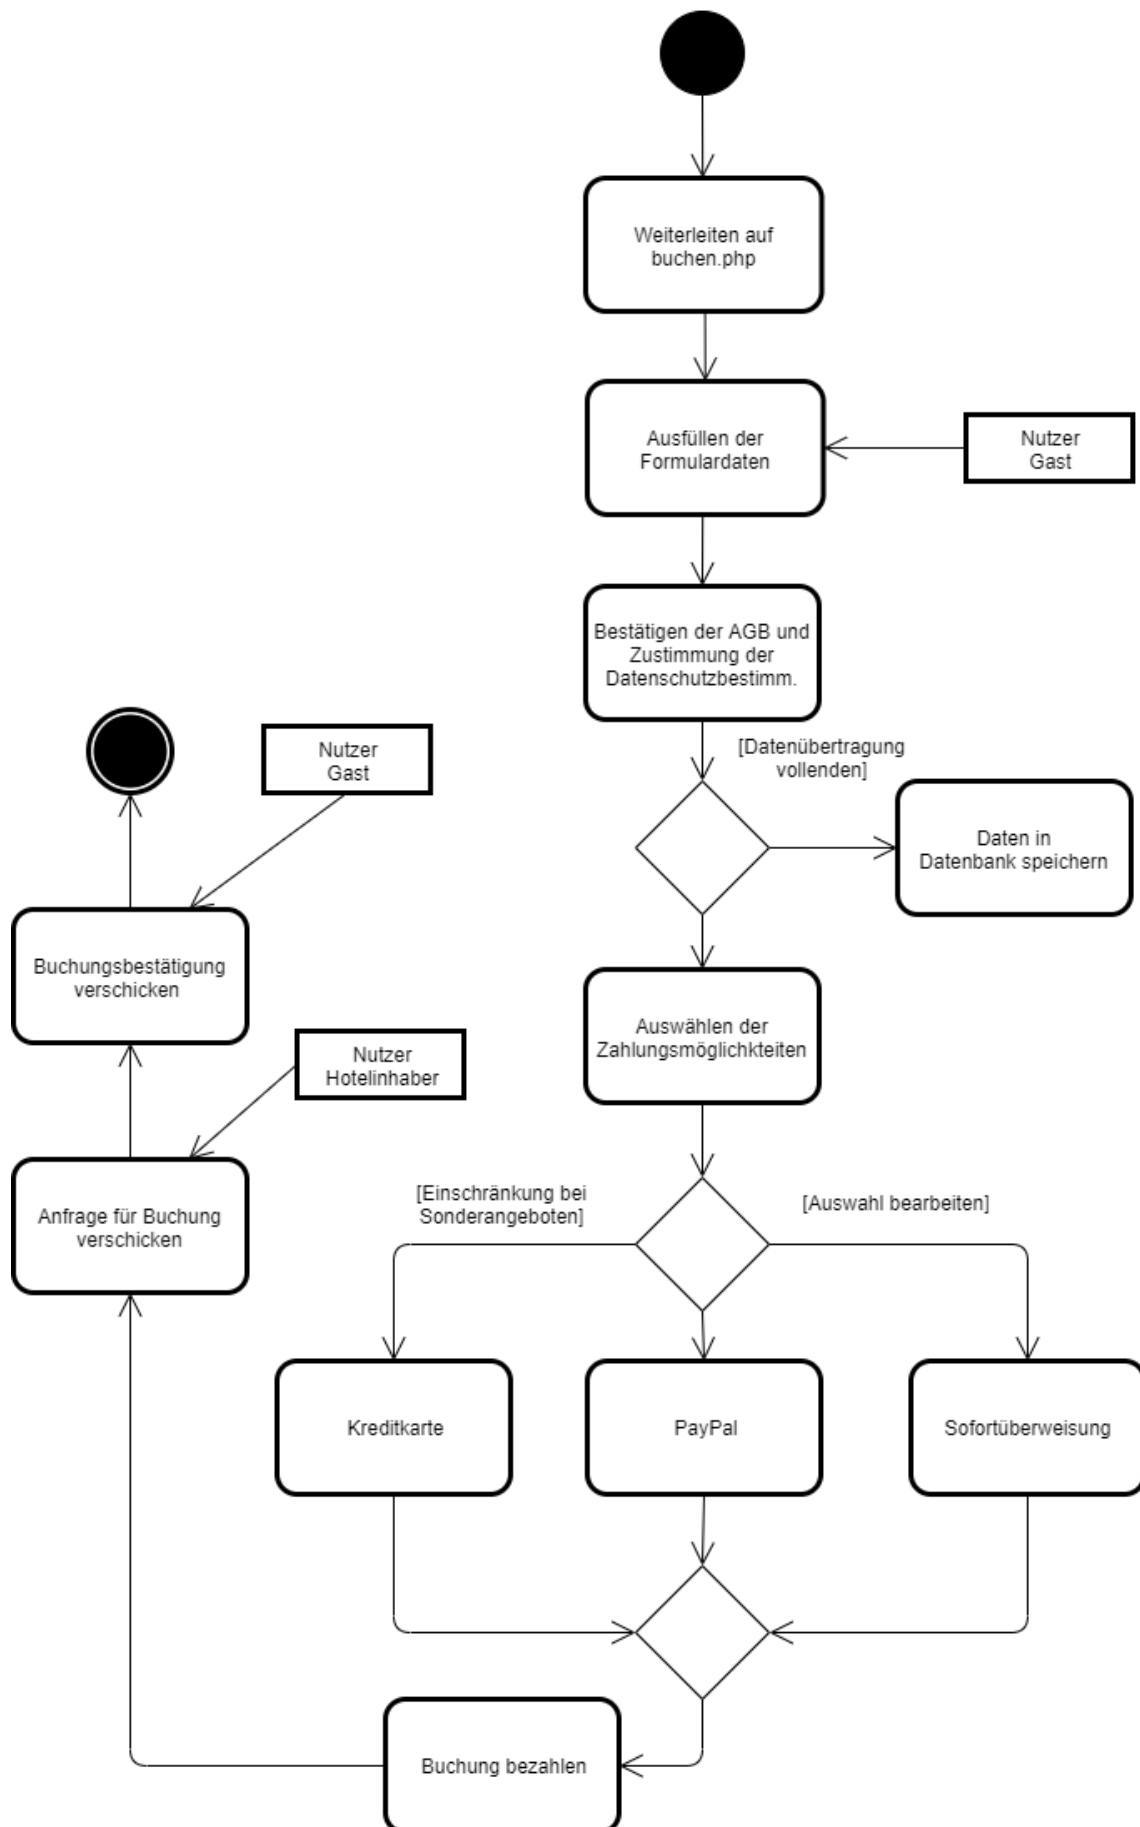 Weiterleiten auf
buchen.php
Ausfüllen der
Formulardaten
Nutzer
Gast
Bestätigen der AGB und
Zustimmung der
Datenschutzbestimm.
[Datenübertragung
vollenden]
Nutzer
Gast
Daten in
Datenbank speichern
Buchungsbestätigung
verschicken
Auswählen der
Zahlungsmöglichkteiten
Nutzer
Hotelinhaber
Anfrage für Buchung
verschicken
[Einschränkung bei
Sonderangeboten]
[Auswahl bearbeiten]
Kreditkarte
PayPal
Sofortüberweisung
Buchung bezahlen